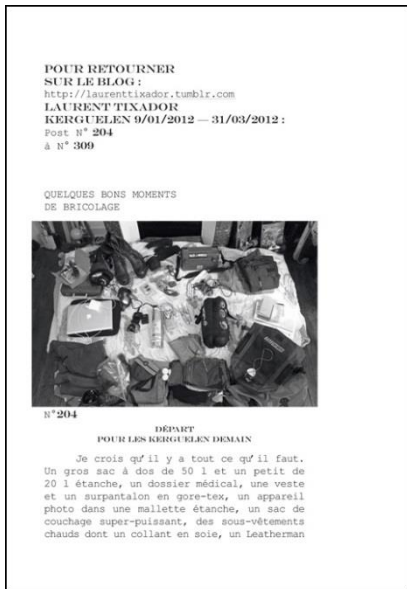 POUR RETOURNER
SUR LE BLOG :
http://laurenttixador.tumblr.com
LAURENT TIXADOR
KERGUELEN 9/01/2012 — 31/03/2012 :
Post N° 204
à N° 309
QUELQUES BONS MOMENTS
DE BRICOLAGE
N°204
DÉPART
POUR LES KERGUELEN DEMAIN
Je crois qu'il y a tout ce qu'il faut.
Un gros sac à dos de 50 l et un petit de
20 l étanche, un dossier médical, une veste
et un surpantalon en gore-tex, un appareil
photo dans une mallette étanche, un sac de
couchage super-puissant, des sous-vêtements
chauds dont un collant en soie, un Leatherman